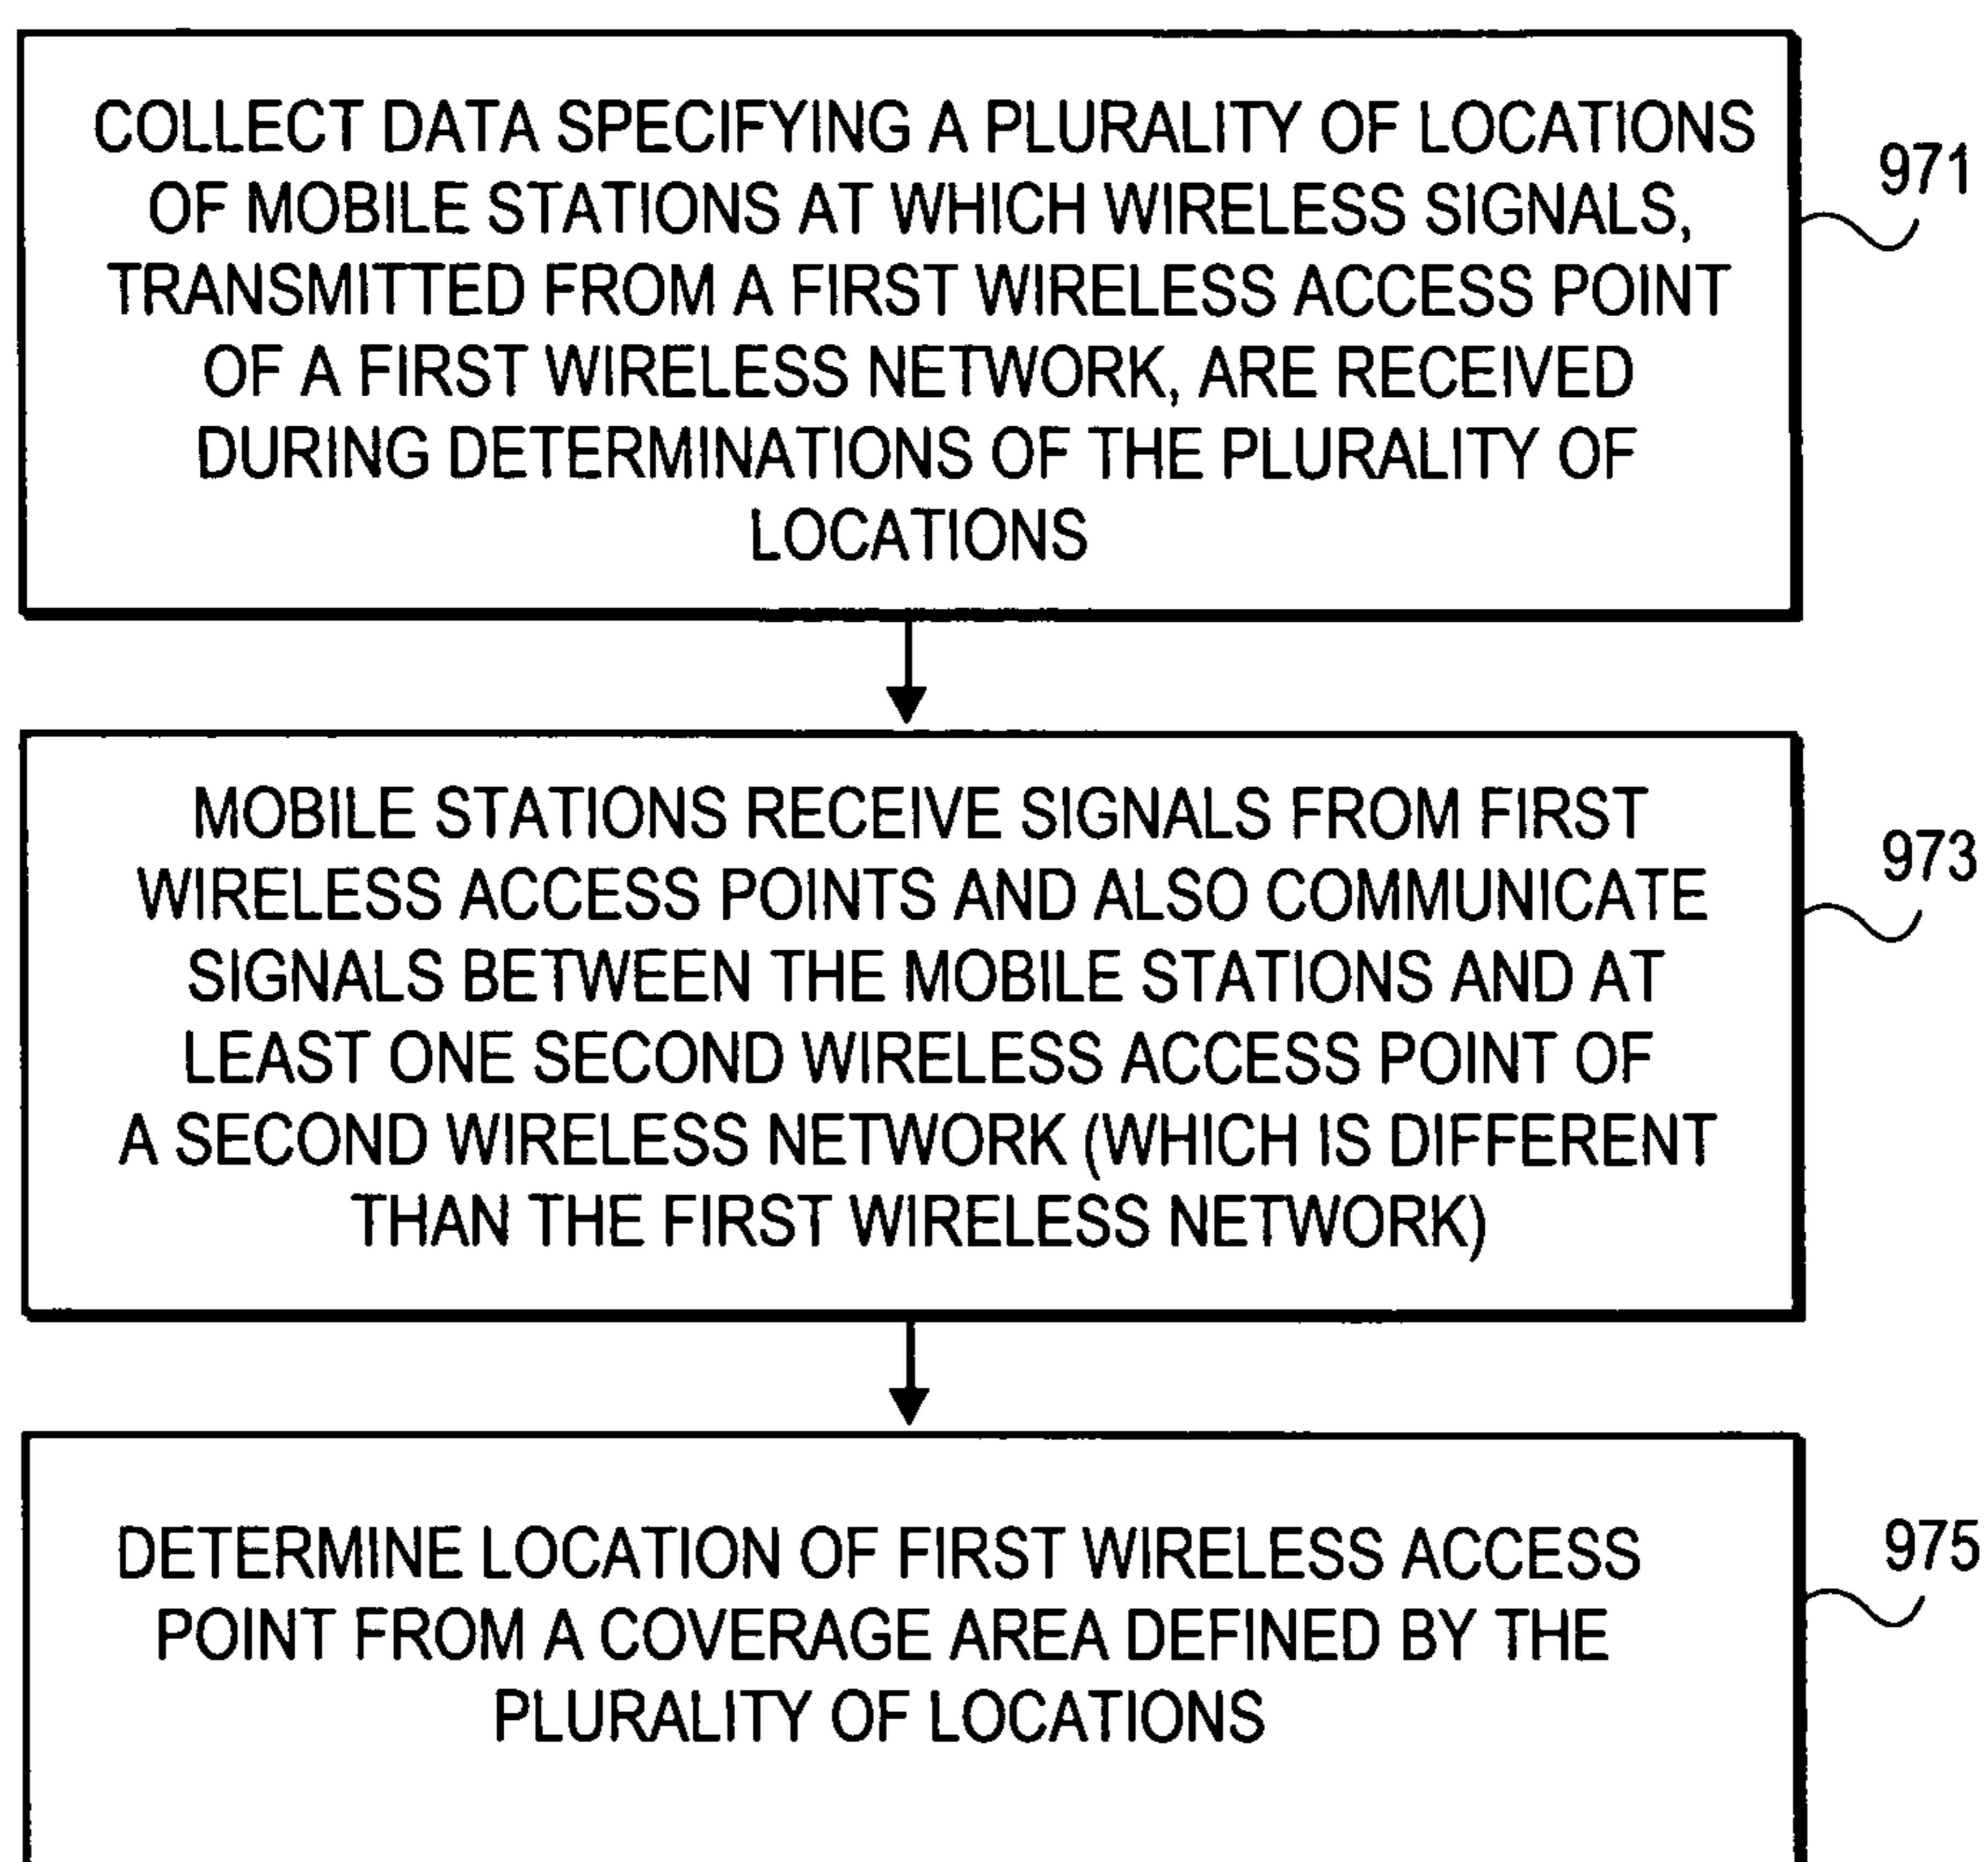 COLLECT DATA SPECIFYING A PLURALITY OF LOCATIONS
OF MOBILE STATIONS AT WHICH WIRELESS SIGNALS,
TRANSMITTED FROM A FIRST WIRELESS ACCESS POINT
OF A FIRST WIRELESS NETWORK, ARE RECEIVED
DURING DETERMINATIONS OF THE PLURALITY OF
LOCATIONS
971
MOBILE STATIONS RECEIVE SIGNALS FROM FIRST
WIRELESS ACCESS POINTS AND ALSO COMMUNICATE
SIGNALS BETWEEN THE MOBILE STATIONS AND AT
LEAST ONE SECOND WIRELESS ACCESS POINT OF
A SECOND WIRELESS NETWORK (WHICH IS DIFFERENT
THAN THE FIRST WIRELESS NETWORK)
973
DETERMINE LOCATION OF FIRST WIRELESS ACCESS
POINT FROM A COVERAGE AREA DEFINED BY THE
PLURALITY OF LOCATIONS
975